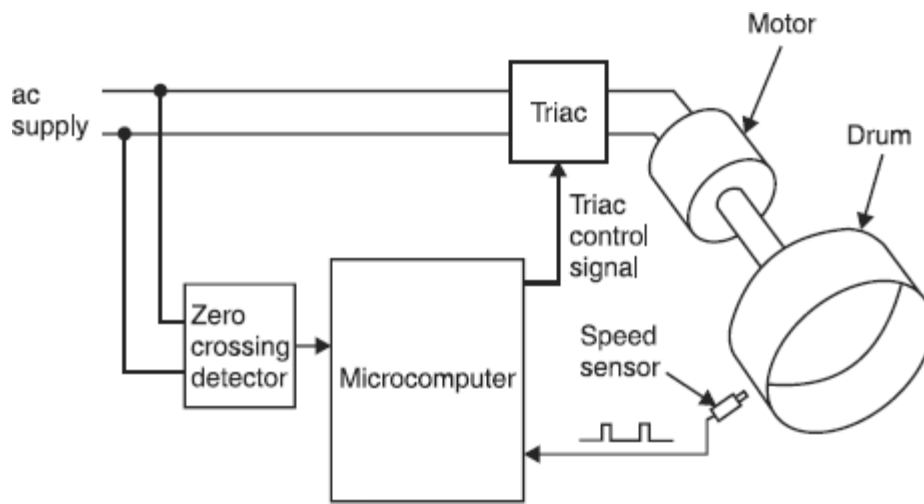 Motor
ac
supply
Triac
Drum
Triac
control
signal
Zero
crossing
detector
Microcomputer
Speed
sensor